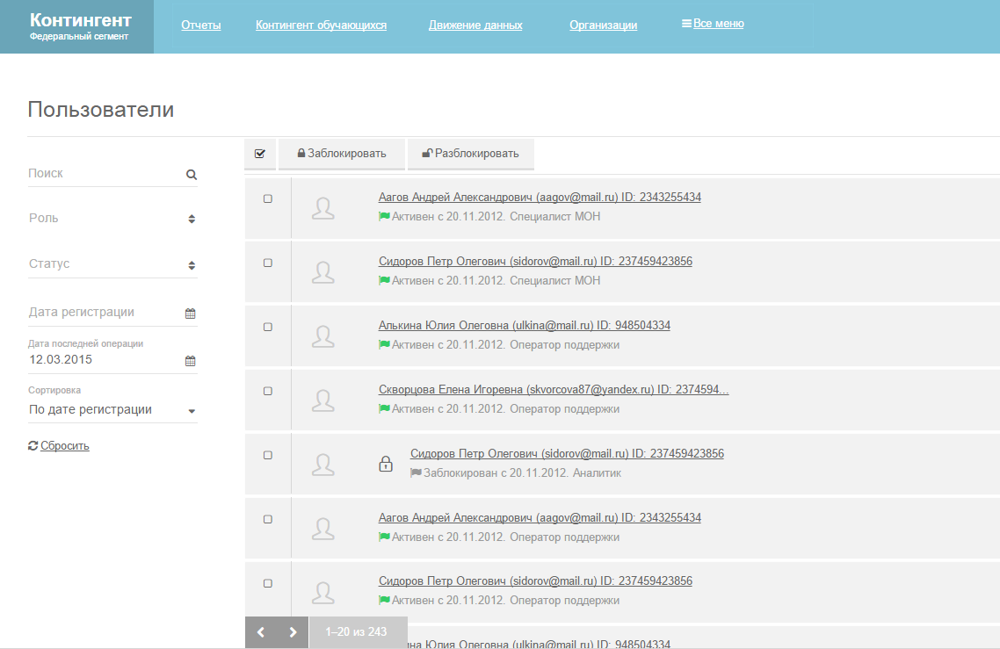 Контингент
Федеральный сегмент
Отчеты
Контингент обучающихся
Движение данных
Организации
Все меню
Пользователи
Поиск
Роль
Статус
Дата регистрации
Дата последней операции
12.03.2015
Сортировка
По дате регистрации
Сбросить
Заблокировать
Разблокировать
Аагов Андрей Александрович (aagov@mail.ru) ID: 2343255434
Активен с 20.11.2012. Специалист МОН
Сидоров Петр Олегович (sidorov@mail.ru) ID: 237459423856
Активен с 20.11.2012. Специалист МОН
Алькина Юлия Олеговна (ulkina@mail.ru) ID: 948504334
Активен с 20.11.2012. Оператор поддержки
Скворцова Елена Игоревна (skvorcova87@yandex.ru) ID: 2374594...
Активен с 20.11.2012. Оператор поддержки
Сидоров Петр Олегович (sidorov@mail.ru) ID: 237459423856
Заблокирован с 20.11.2012. Аналитик
Аагов Андрей Александрович (aagov@mail.ru) ID: 2343255434
Активен с 20.11.2012. Оператор поддержки
Сидоров Петр Олегович (sidorov@mail.ru) ID: 237459423856
Активен с 20.11.2012. Оператор поддержки
1–20 из 243
на Юлия Олеговна (ulkina@mail.ru) ID: 948504334